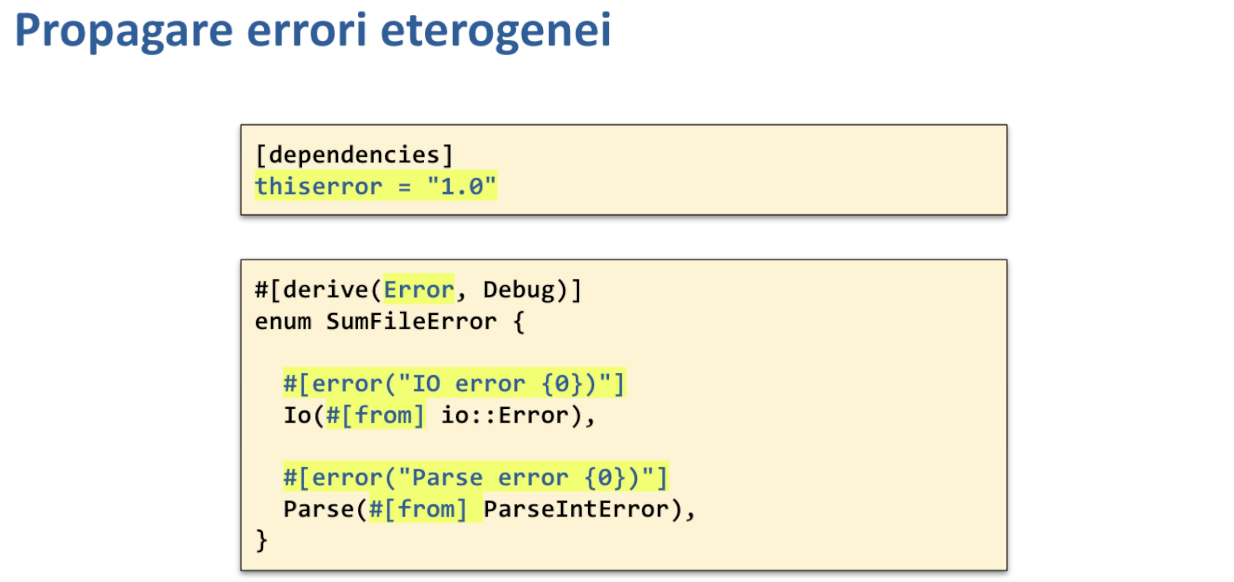 Propagare errori eterogenei
[dependencies]
thiserror = "1.0"
#[derive(Error, Debug)]
enum SumFileError {
#[error("IO error {0})"]
Io(#[from] io::Error),
#[error("Parse error {0})"]
Parse(#[from] ParseIntError),
}